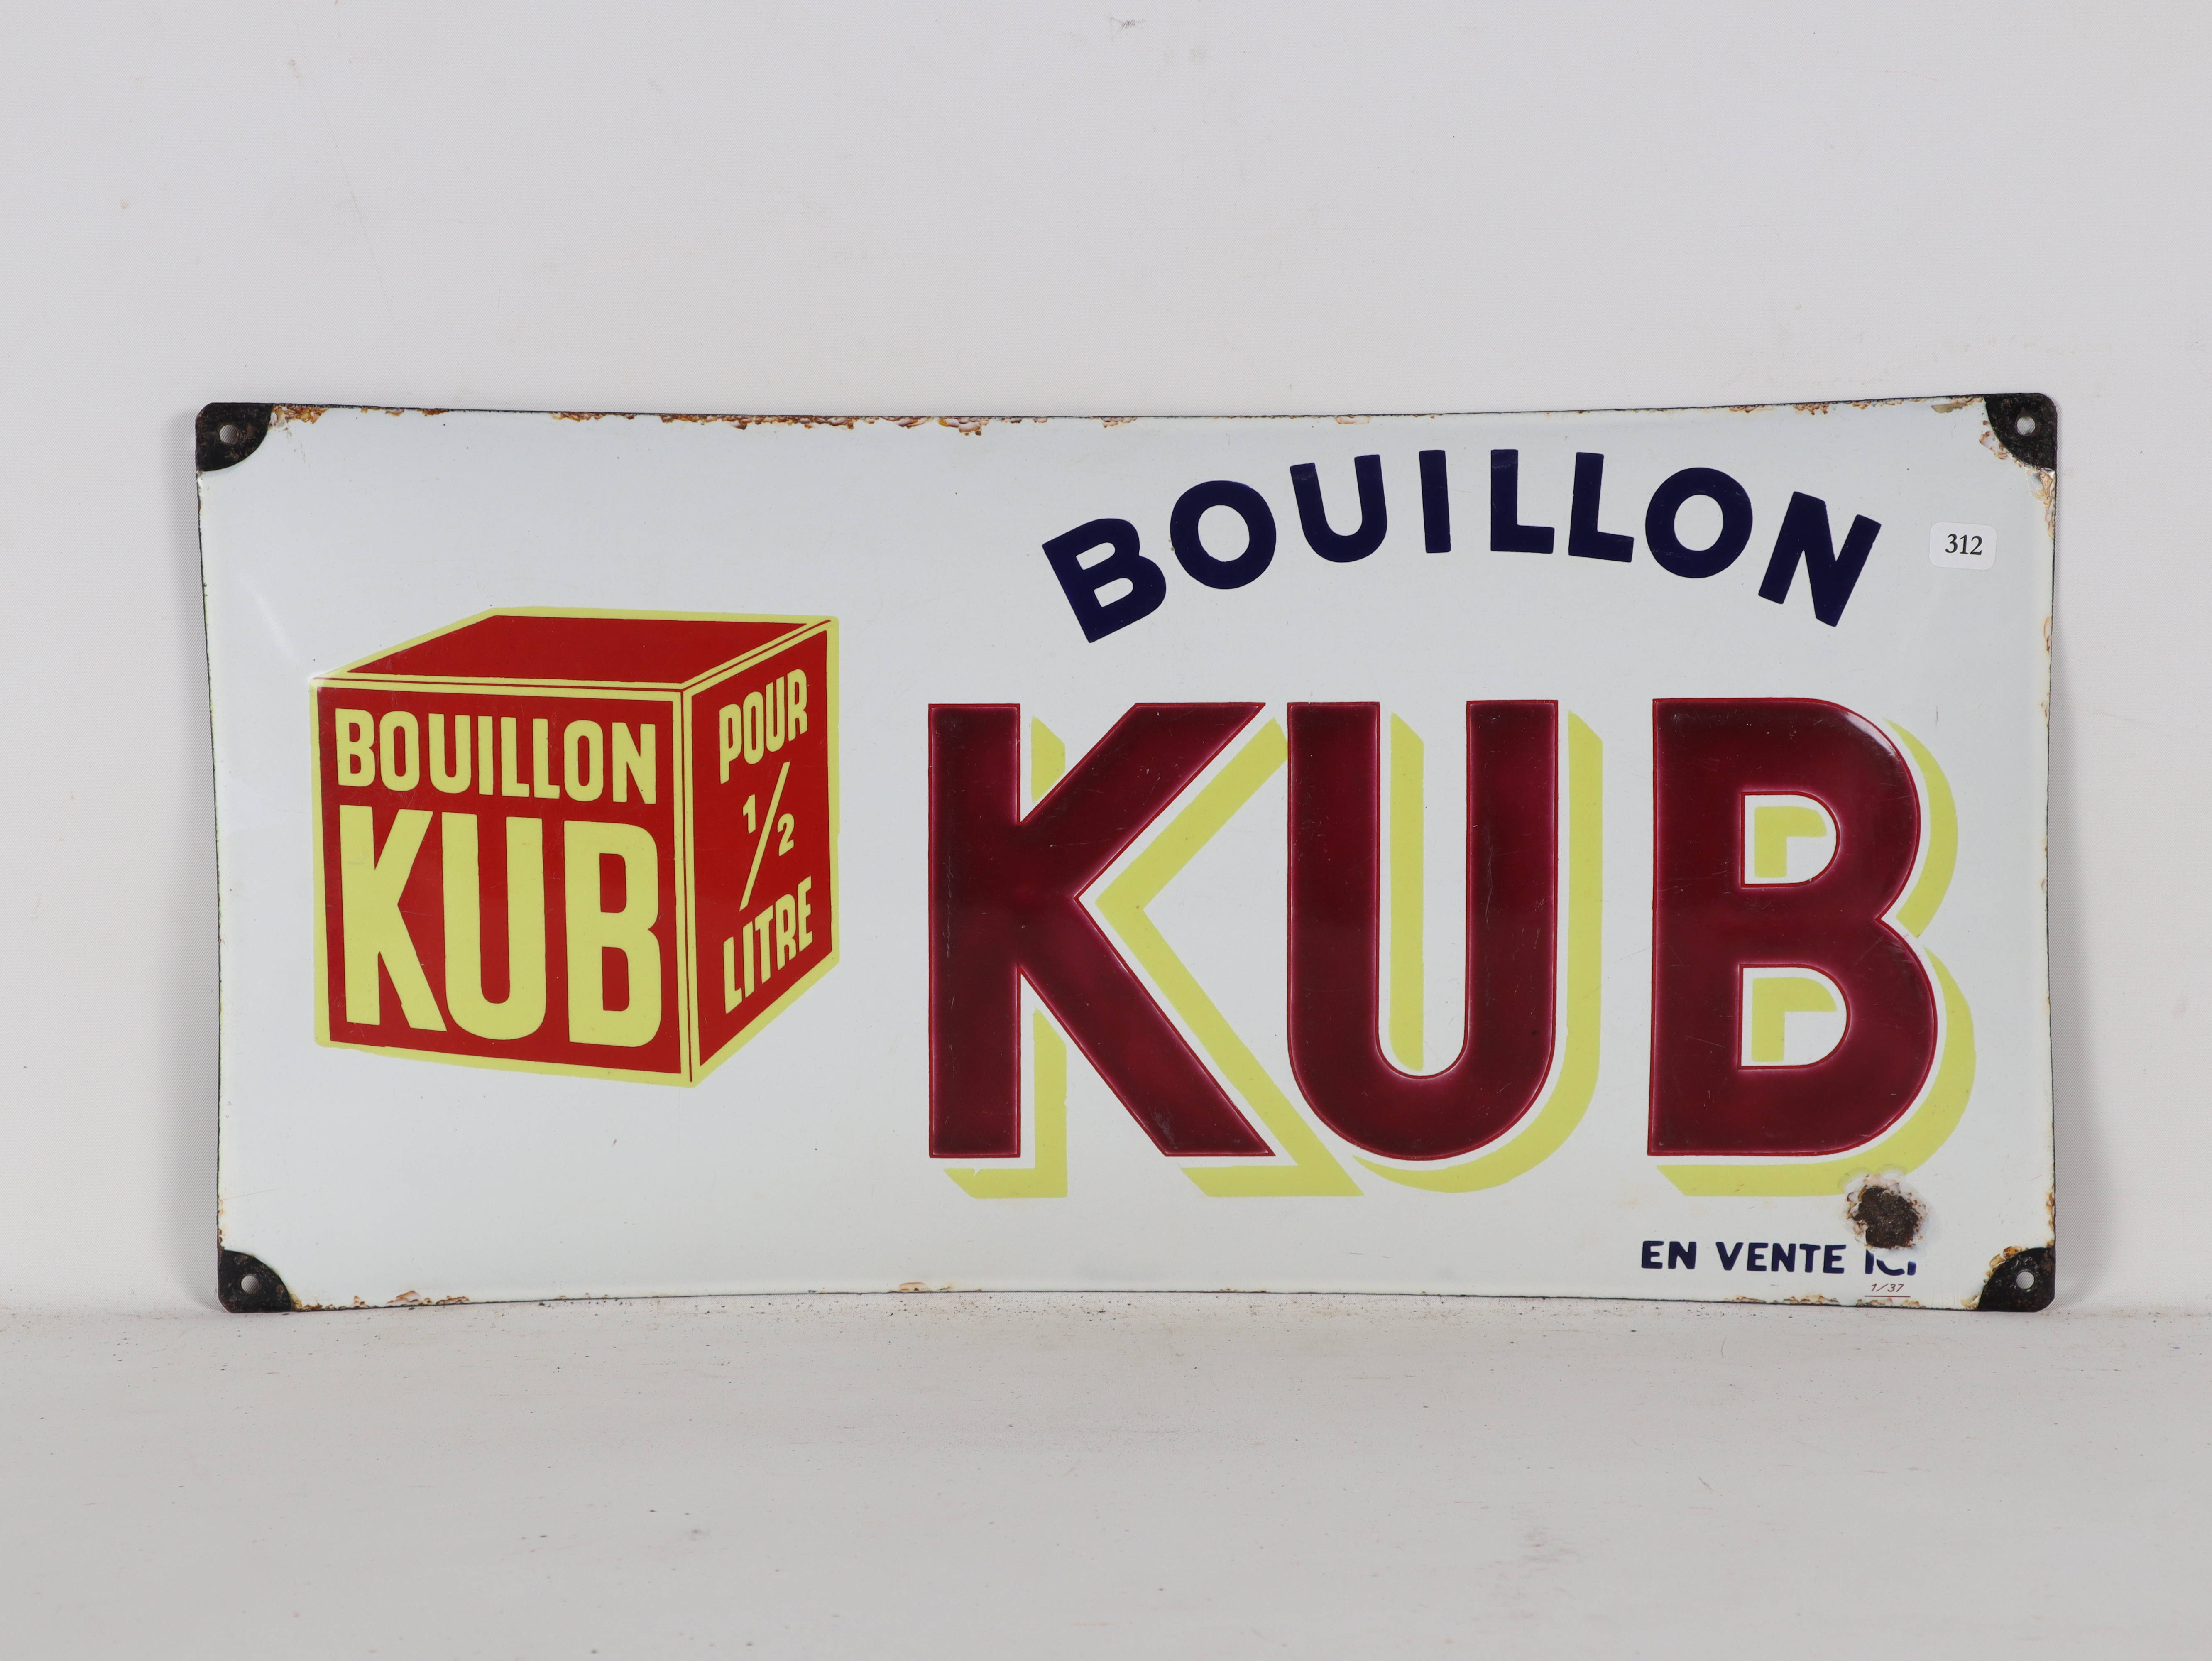 BOUILLON
KUB
POUR
1/2
LITRE
BOUILLON
KUB
312
EN VENTE ICI
1/37